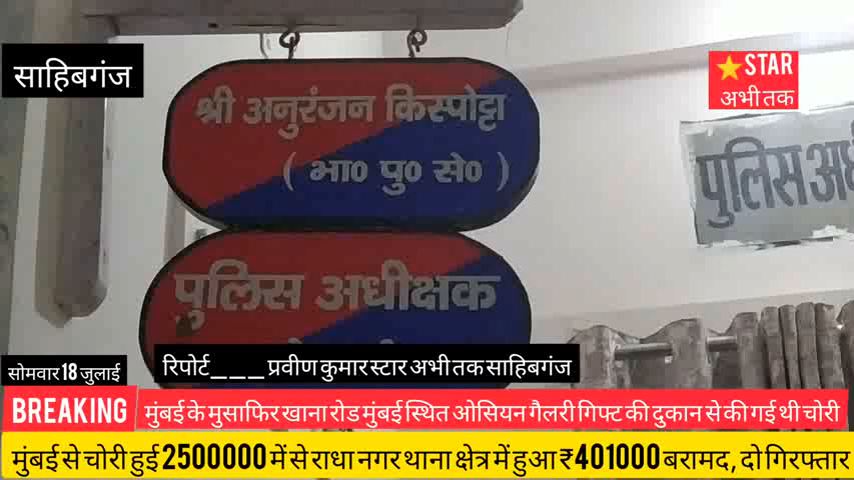 साहिबगंज
★ STAR
अभी तक
श्री अनुरंजन किस्पोट्टा
( भा० पु० से० )
पुलिस
पुलिस अधीक्षक
सोमवार 18 जुलाई
रिपोर्ट___ प्रवीण कुमार स्टार अभी तक साहिबगंज
BREAKING
मुंबई के मुसाफिर खाना रोड मुंबई स्थित ओसियन गैलरी गिफ्ट की दुकान से की गई थी चोरी
मुंबई से चोरी हुई 2500000 में से राधा नगर थाना क्षेत्र में हुआ ₹401000 बरामद, दो गिरफ्तार